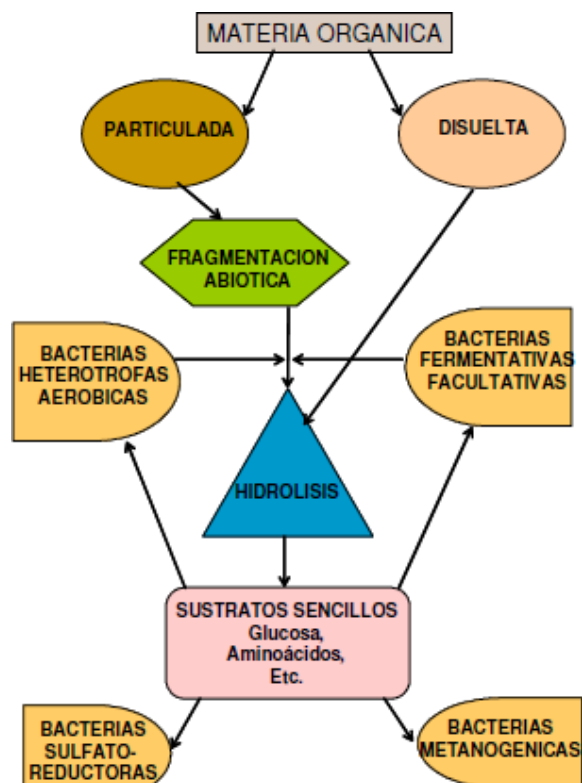 MATERIA ORGANICA
PARTICULADA
DISUELTA
FRAGMENTACION
ABIOTICA
BACTERIAS
HETEROTROFAS
AEROBICAS
BACTERIAS
FERMENTATIVAS
FACULTATIVAS
HIDROLISIS
SUSTRATOS SENCILLOS
Glucosa,
Aminoácidos,
Etc.
BACTERIAS
SULFATO-
REDUCTORAS
BACTERIAS
METANOGENICAS